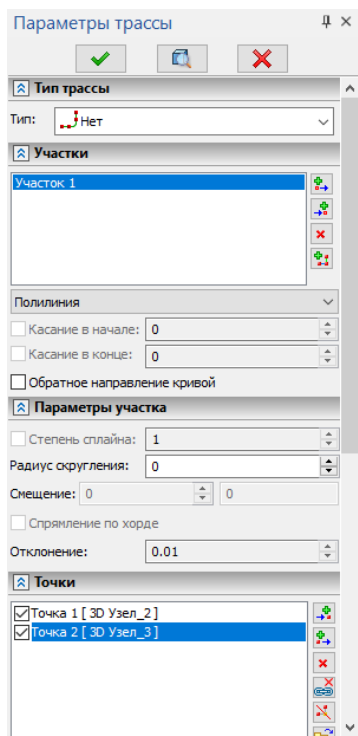 Параметры трассы
Тип трассы
Тип: Нет
Участки
Участок 1
Полилиния
Касание в начале: 0
Касание в конце: 0
Обратное направление кривой
Параметры участка
Степень сплайна: 1
Радиус скругления: 0
Смещение: 0 0
Спрямление по хорде
Отклонение: 0.01
Точки
Точка 1 [ 3D Узел_2 ]
Точка 2 [ 3D Узел_3 ]